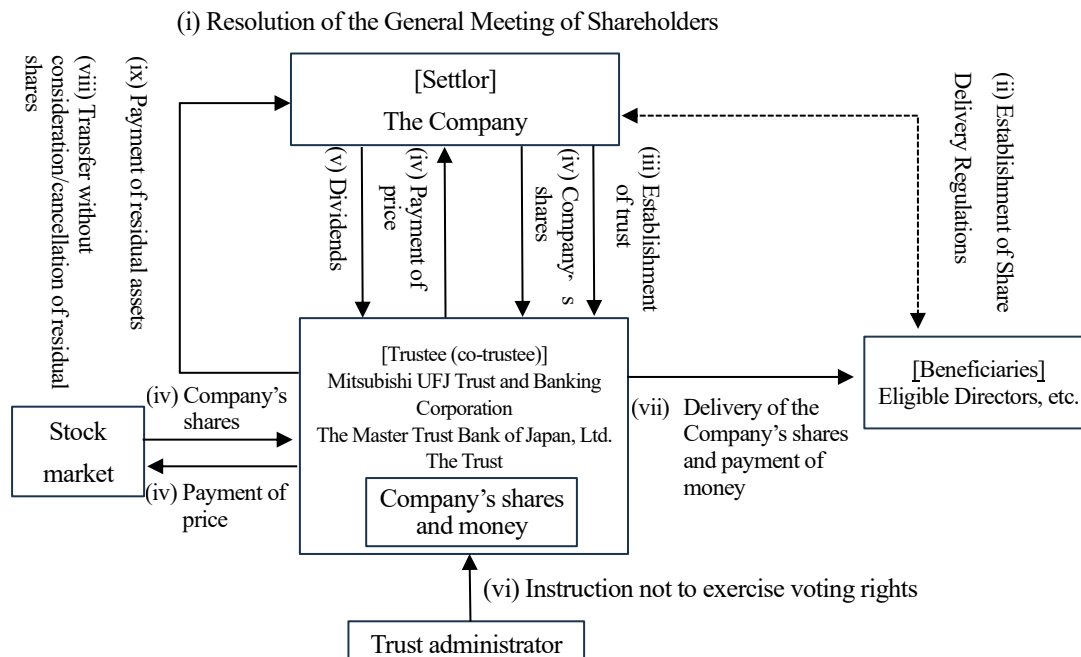 (i) Resolution of the General Meeting of Shareholders
[Settlor]
The Company
(viii) Transfer without
consideration/cancellation of residual
shares
(ix) Payment of residual assets
(v) Dividends
(iv) Payment of
price
(iv) Company's
shares
(iii) Establishment
of trust
(ii) Establishment of Share
Delivery Regulations
[Trustee (co-trustee)]
Mitsubishi UFJ Trust and Banking
Corporation
The Master Trust Bank of Japan, Ltd.
The Trust
Company's shares
and money
[Beneficiaries]
Eligible Directors, etc.
(iv) Company's
shares
Stock
market
(iv) Payment of
price
(vii) Delivery of the
Company's shares
and payment of
money
(vi) Instruction not to exercise voting rights
Trust administrator